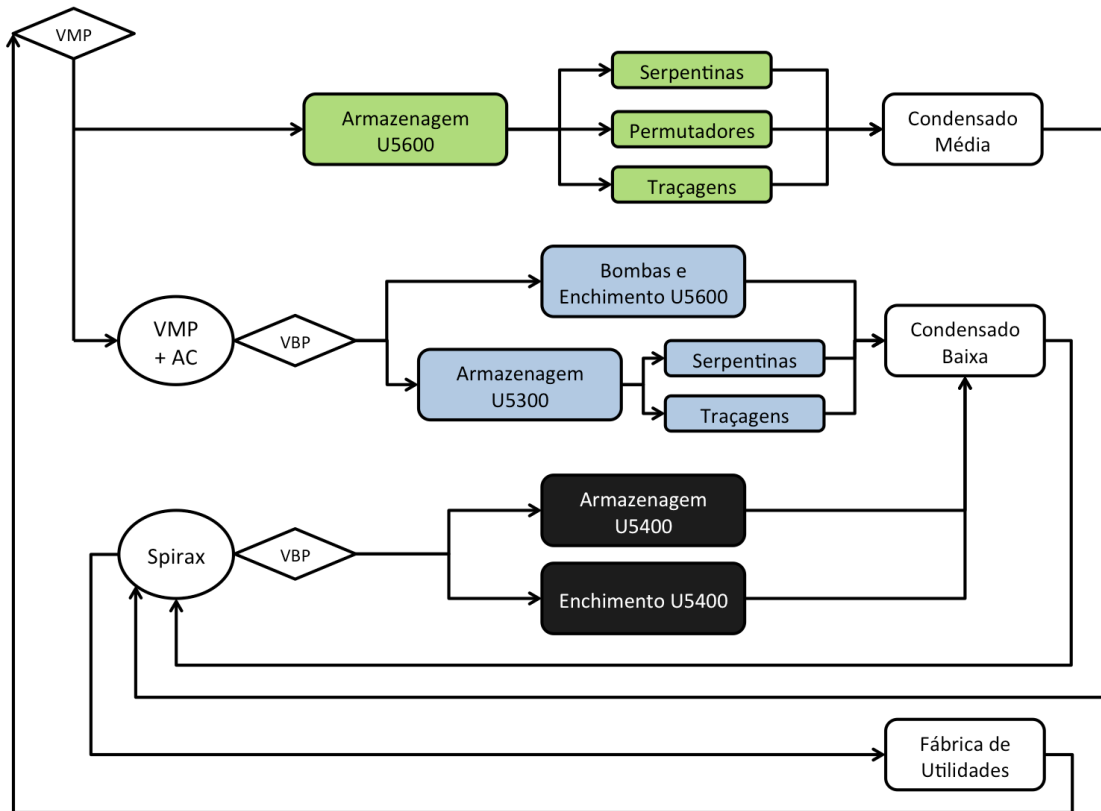 VMP
Serpentinas
Armazenagem
U5600
Permutadores
Condensado
Média
Traçagens
Bombas e
Enchimento U5600
VMP
+ AC
VBP
Condensado
Baixa
Armazenagem
U5300
Serpentinas
Traçagens
Armazenagem
U5400
Spirax
VBP
Enchimento U5400
Fábrica de
Utilidades